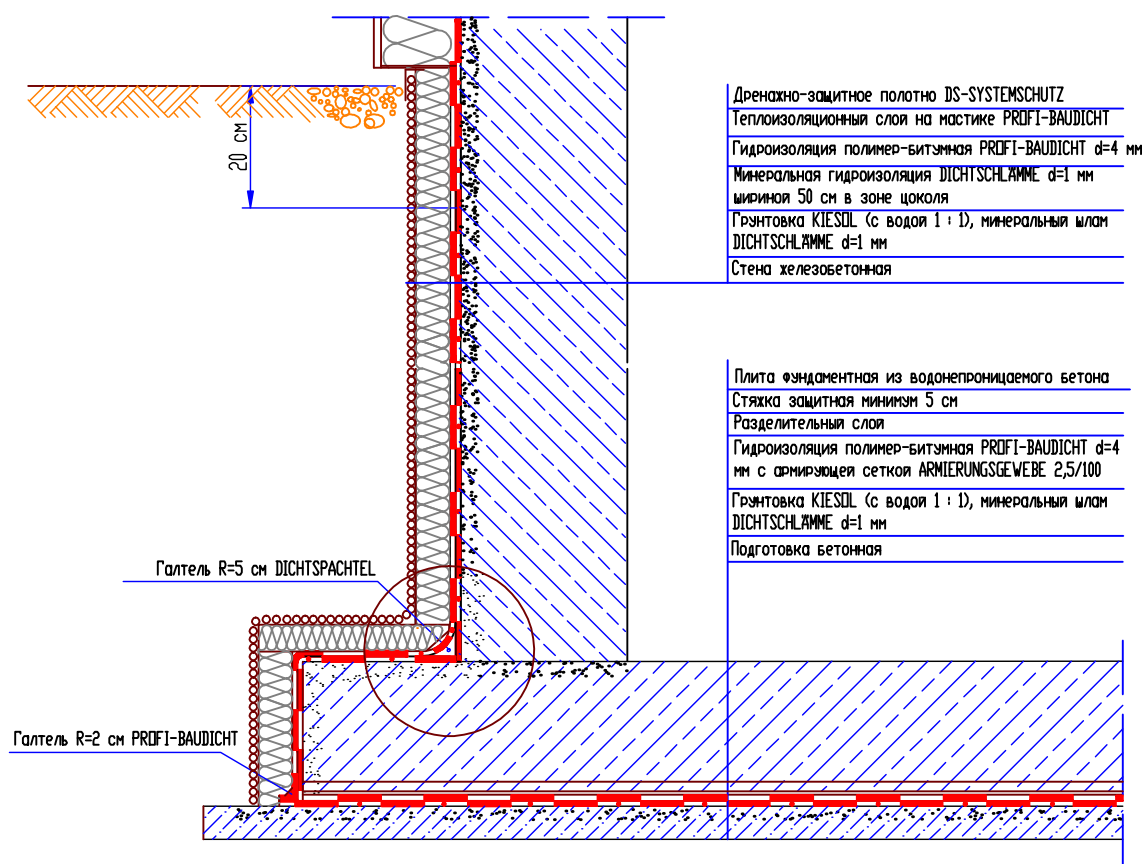 Дренажно-защитное полотно DS-SYSTEMSCHUTZ
Теплоизоляционный слой на мастике PROFI-BAUDICHT
Гидроизоляция полимер-битумная PROFI-BAUDICHT d=4 мм
Минеральная гидроизоляция DICHTSCHLÄMME d=1 мм
шириной 50 см в зоне цоколя
Грунтовка KIESOL (с водой 1 : 1), минеральный шлам
DICHTSCHLÄMME d=1 мм
Стена железобетонная
20 см
Плита фундаментная из водонепроницаемого бетона
Стяжка защитная минимум 5 см
Разделительный слой
Гидроизоляция полимер-битумная PROFI-BAUDICHT d=4
мм с армирующей сеткой ARMIERUNGSGEWEBE 2,5/100
Грунтовка KIESOL (с водой 1 : 1), минеральный шлам
DICHTSCHLÄMME d=1 мм
Подготовка бетонная
Галтель R=5 см DICHTSPACHTEL
Галтель R=2 см PROFI-BAUDICHT